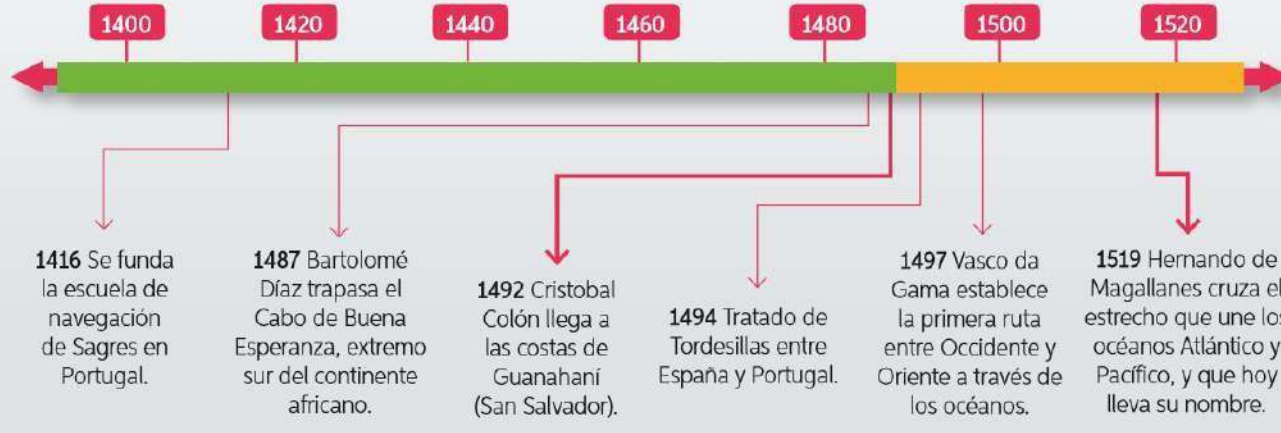 1400
1420
1440
1460
1480
1500
1520
1416 Se funda
la escuela de
navegación
de Sagres en
Portugal.
1487 Bartolomé
Díaz trapasa el
Cabo de Buena
Esperanza, extremo
sur del continente
africano.
1492 Cristobal
Colón llega a
las costas de
Guanahaní
(San Salvador).
1494 Tratado de
Tordesillas entre
España y Portugal.
1497 Vasco da
Gama establece
la primera ruta
entre Occidente y
Oriente a través de
los océanos.
1519 Hernando de
Magallanes cruza el
estrecho que une los
océanos Atlántico y
Pacífico, y que hoy
lleva su nombre.